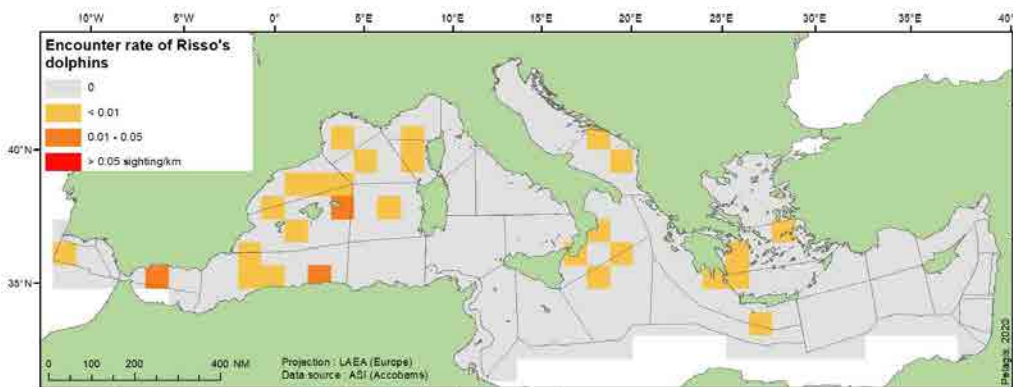 10°W 5°W 0° 5°E 10°E 15°E 20°E 25°E 30°E 35°E 40°E
Encounter rate of Risso's
dolphins
0
< 0.01
0.01 - 0.05
> 0.05 sighting/km
40°N
35°N
0 100 200 400 NM
Projection : LAEA (Europe)
Data source : ASI (Accobams)
Pelagis, 2020